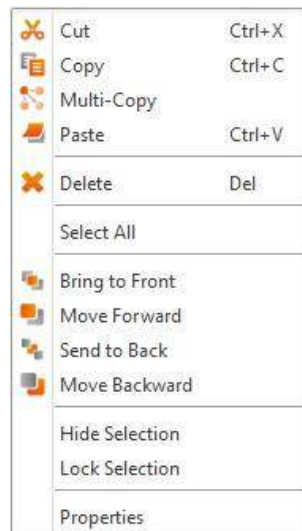 Cut Ctrl+X
Copy Ctrl+C
Multi-Copy
Paste Ctrl+V
Delete Del
Select All
Bring to Front
Move Forward
Send to Back
Move Backward
Hide Selection
Lock Selection
Properties